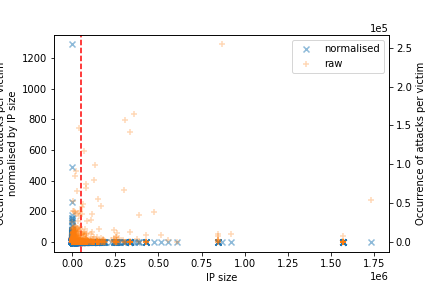 1e5
normalised
raw
1200
1000
800
600
400
200
0
2.5
2.0
1.5
1.0
0.5
0.0
of attacks per victim
normalised by IP size
Occurrence of attacks per victim
0.00
0.25
0.50
0.75
1.00
1.25
1.50
1.75
IP size
1e6